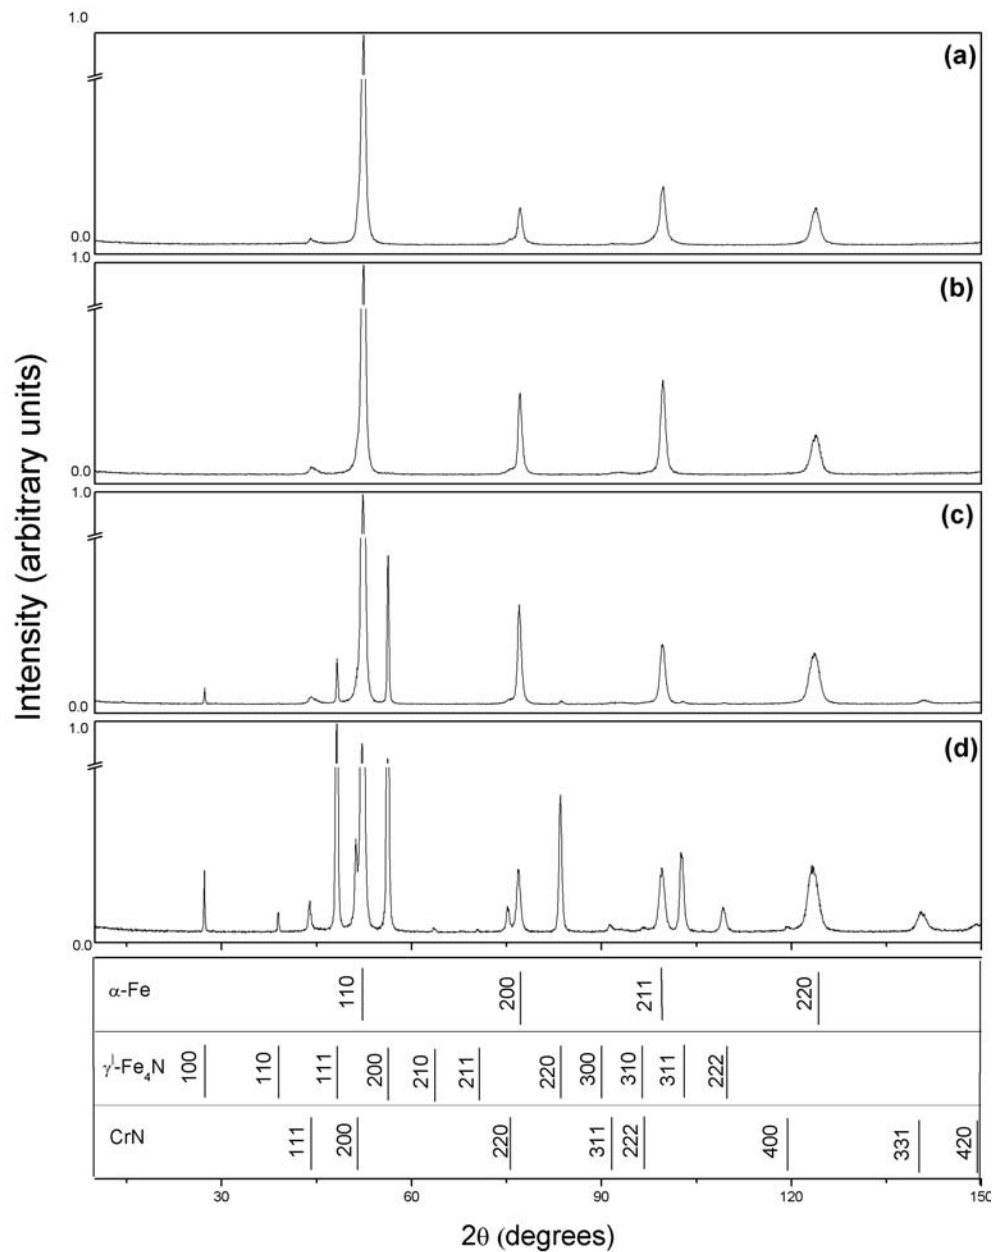 1.0
(a)
0.0
1.0
(b)
0.0
1.0
(c)
0.0
1.0
(d)
0.0
Intensity (arbitrary units)
α-Fe 110 200 211 220
γˡ-Fe₄N 100 110 111 200 210 211 220 300 310 311 222
CrN 111 200 220 311 222 400 331 420
30 60 90 120 150
2θ (degrees)